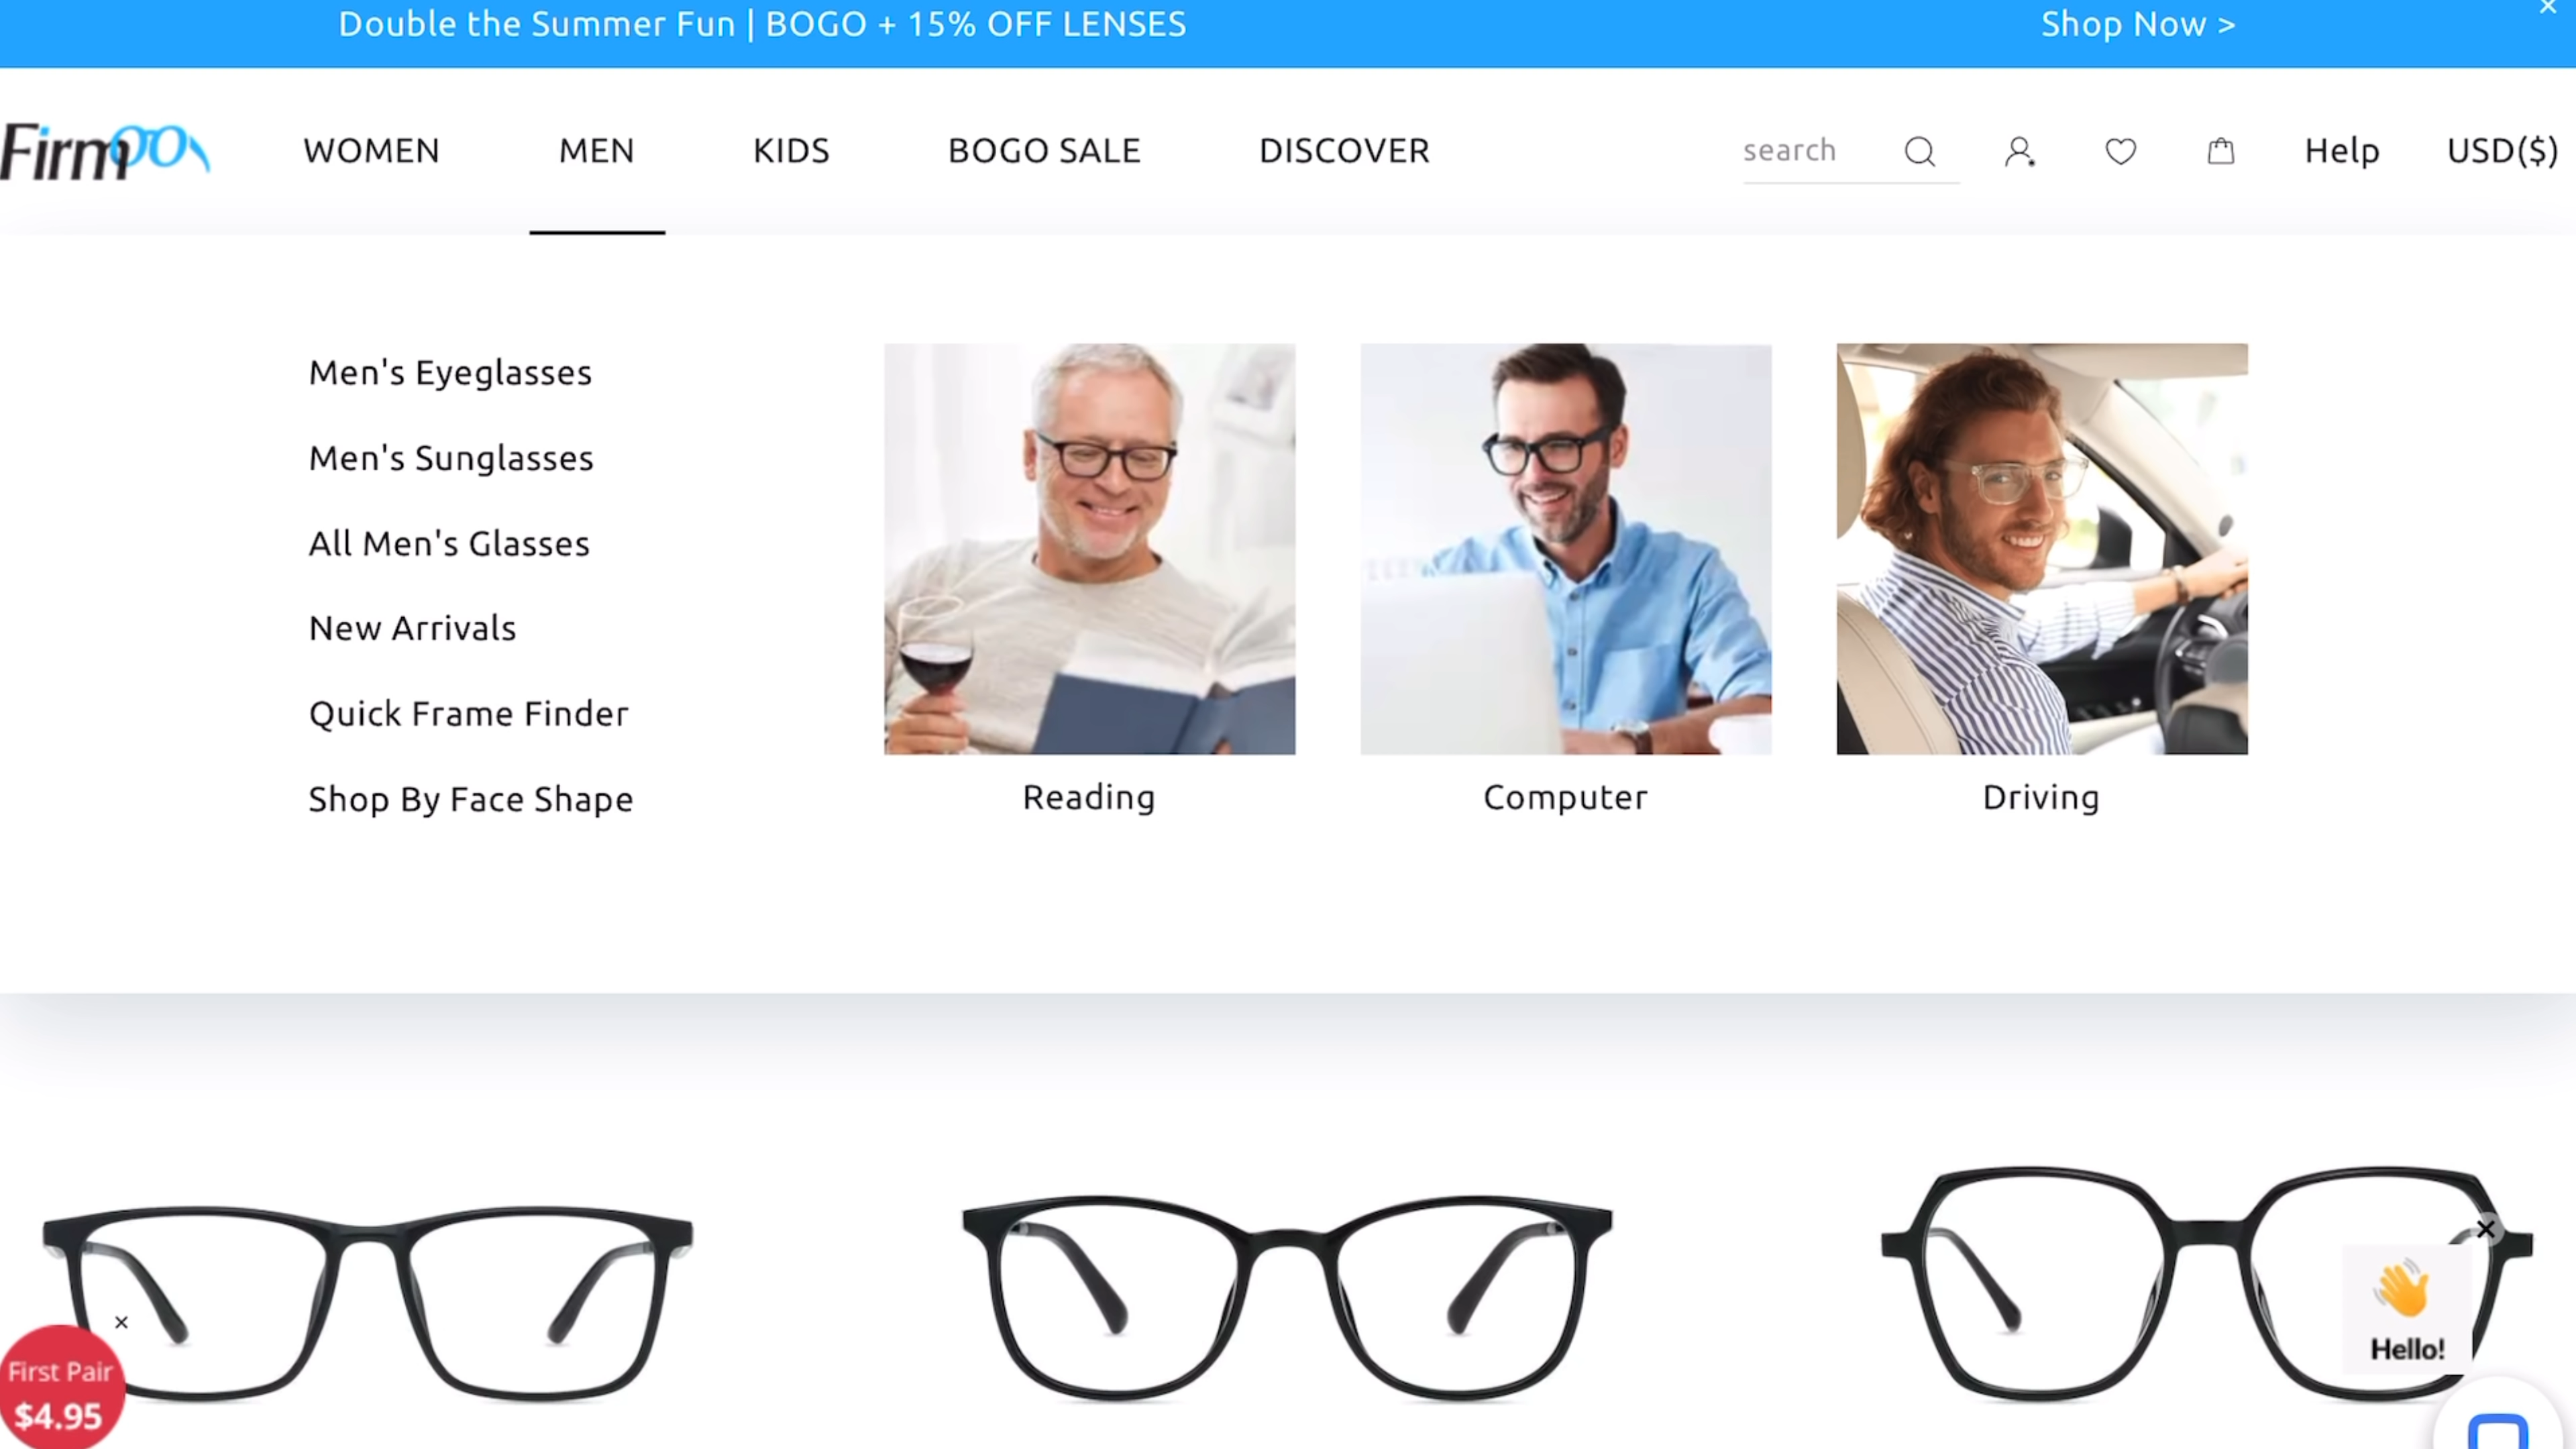 Double the Summer Fun | BOGO + 15% OFF LENSES
Shop Now >
Firmoo
WOMEN
MEN
KIDS
BOGO SALE
DISCOVER
search
Help
USD($)
Men's Eyeglasses
Men's Sunglasses
All Men's Glasses
New Arrivals
Quick Frame Finder
Shop By Face Shape
Reading
Computer
Driving
First Pair
$4.95
Hello!